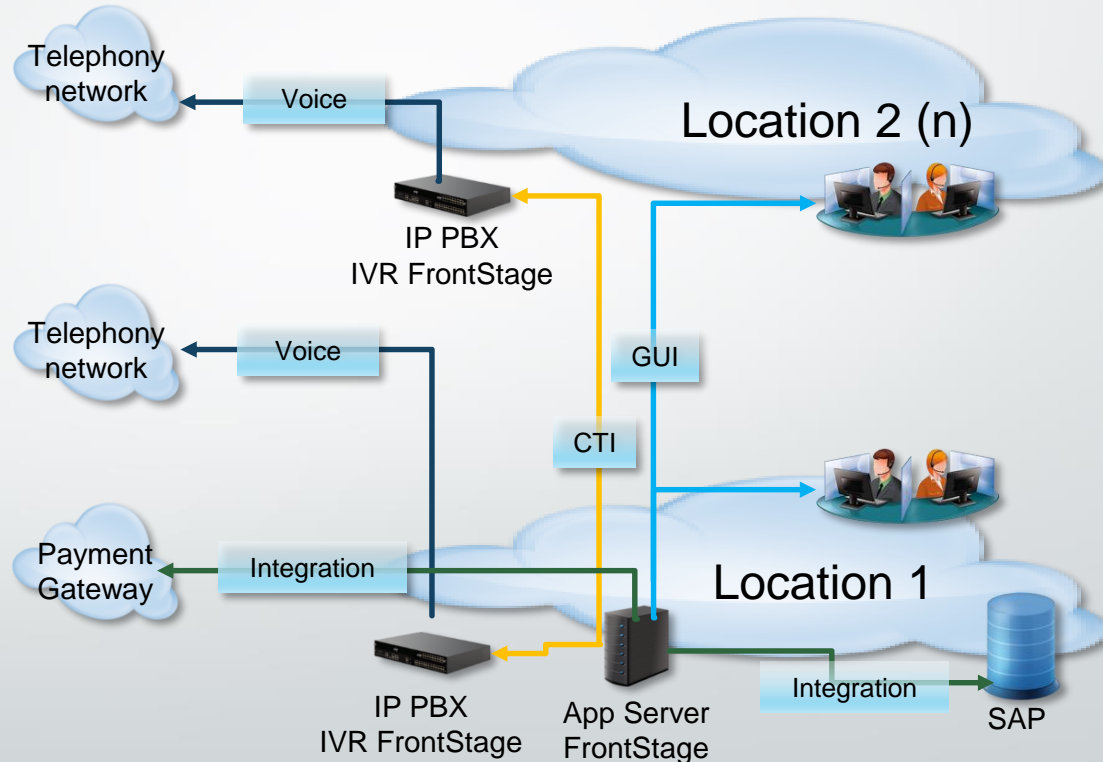 Telephony
network
Voice
Location 2 (n)
IP PBX
IVR FrontStage
Telephony
network
Voice
GUI
CTI
Payment
Gateway
Integration
Location 1
IP PBX
IVR FrontStage
App Server
FrontStage
Integration
SAP